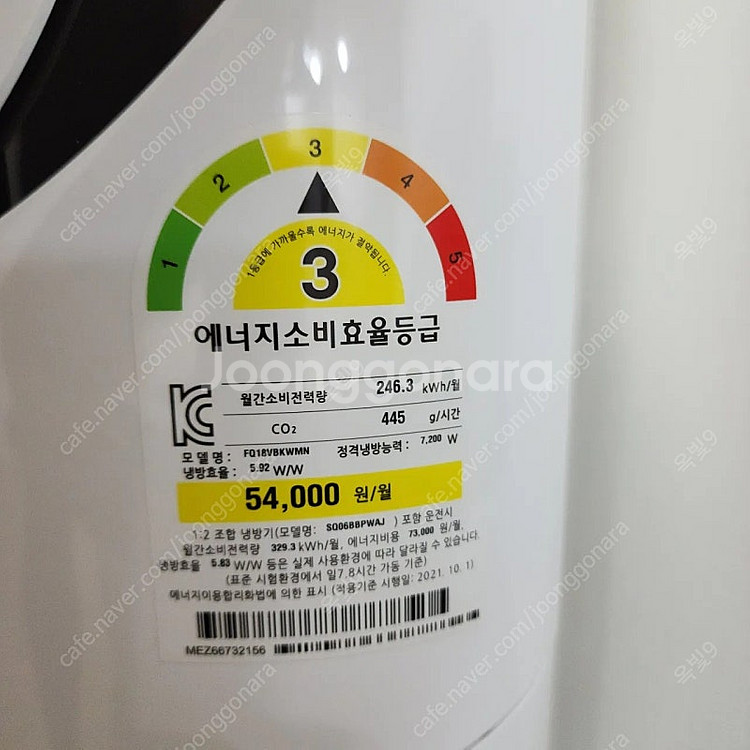 1 2 3 4 5
1등급에 가까울수록 에너지가 절약됩니다.
3
에너지소비효율등급
Joonggonara
월간소비전력량 246.3 kWh/월
CO₂ 445 g/시간
모델명: FQ18VBKWMN 정격냉방능력: 7,200 W
냉방효율: 5.92 W/W
54,000 원/월
1:2 조합 냉방기(모델명: SQ06BBPWAJ ) 포함 운전시
월간소비전력량 329.3 kWh/월, 에너지비용 73,000 원/월,
냉방효율 5.83 W/W 등은 실제 사용환경에 따라 달라질 수 있습니다.
(표준 시험환경에서 일7.8시간 가동 기준)
에너지이용합리화법에 의한 표시 (적용기준 시행일: 2021. 10. 1)
MEZ66732156
cafe.naver.com/joonggonara
옥빛9